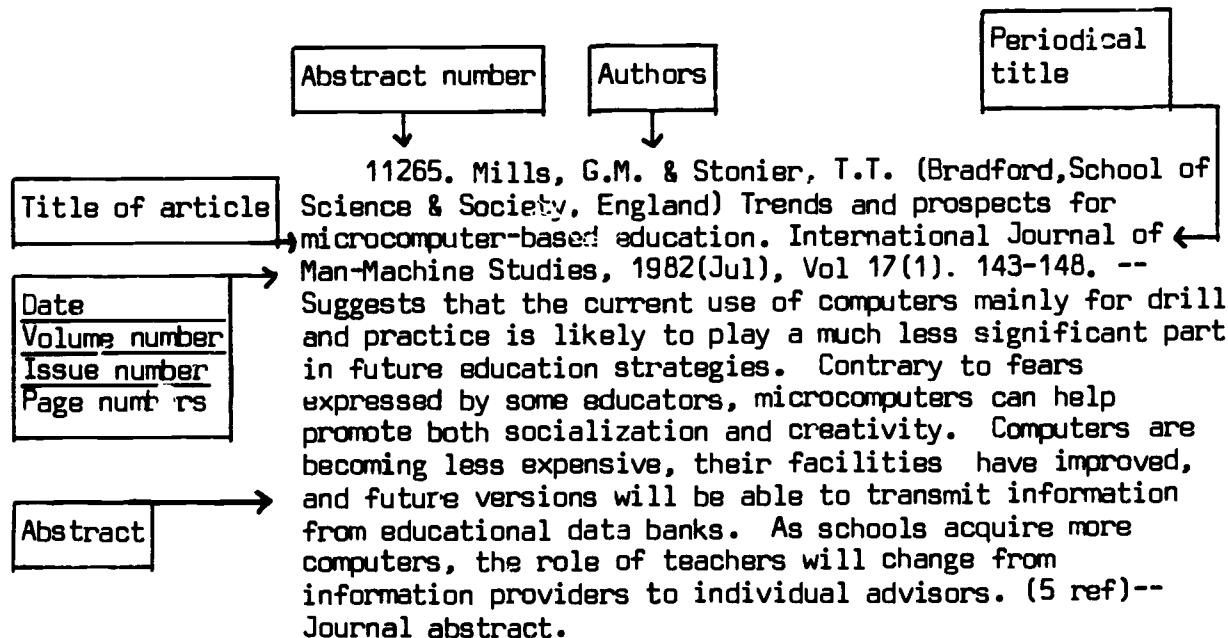 Periodical
title
Abstract number
Authors
11265. Mills, G.M. & Stonier, T.T. (Bradford,School of
Title of article
Science & Society, England) Trends and prospects for
microcomputer-based education. International Journal of
Man-Machine Studies, 1982(Jul), Vol 17(1). 143-148. --
Date
Volume number
Issue number
Page numbers
Suggests that the current use of computers mainly for drill
and practice is likely to play a much less significant part
in future education strategies. Contrary to fears
expressed by some educators, microcomputers can help
promote both socialization and creativity. Computers are
becoming less expensive, their facilities have improved,
and future versions will be able to transmit information
Abstract
from educational data banks. As schools acquire more
computers, the role of teachers will change from
information providers to individual advisors. (5 ref)--
Journal abstract.